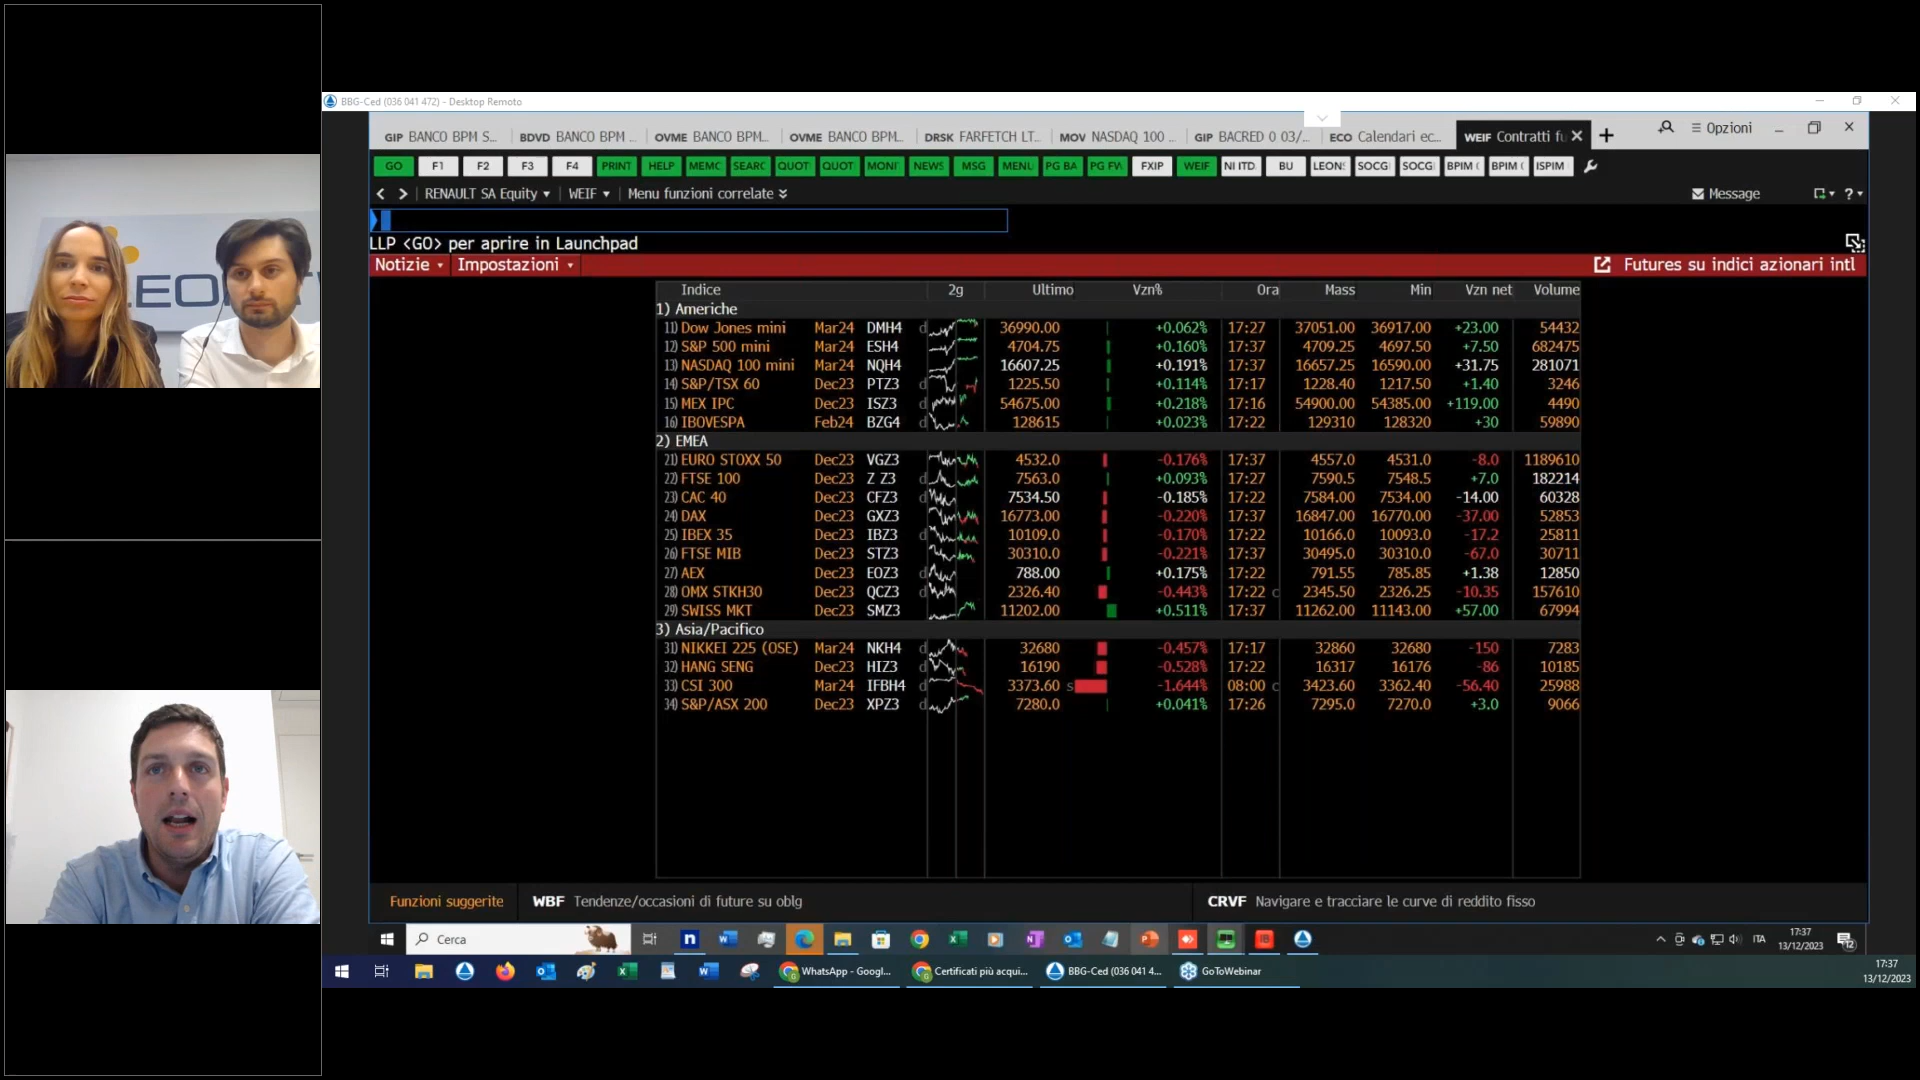 BBG-Ced (036 041 472) - Desktop Remoto
GIP BANCO BPM S... BDVD BANCO BPM ... OVME BANCO BPM... OVME BANCO BPM... DRSK FARFETCH LT... MOV NASDAQ 100 ... GIP BACRED 0 03/... ECO Calendari ec... WEIF Contratti fu Opzioni
GO F1 F2 F3 F4 PRINT HELP MEMC SEARC QUOT QUOT MONI NEWS MSG MENU PG BA PG FW FXIP WEIF NI ITD BU LEON SOCG SOCG BPIM ( BPIM ( ISPIM
RENAULT SA Equity WEIF Menu funzioni correlate Message ?
LLP <GO> per aprire in Launchpad
Notizie Impostazioni Futures su indici azionari intl
Indice 2g Ultimo Vzn% Ora Mass Min Vzn net Volume
1) Americhe
11) Dow Jones mini Mar24 DMH4 d 36990.00 +0.062% 17:27 37051.00 36917.00 +23.00 54432
12) S&P 500 mini Mar24 ESH4 4704.75 +0.160% 17:37 4709.25 4697.50 +7.50 682475
13) NASDAQ 100 mini Mar24 NQH4 16607.25 +0.191% 17:37 16657.25 16590.00 +31.75 281071
14) S&P/TSX 60 Dec23 PTZ3 d 1225.50 +0.114% 17:17 1228.40 1217.50 +1.40 3246
15) MEX IPC Dec23 ISZ3 d 54675.00 +0.218% 17:16 54900.00 54385.00 +119.00 4490
16) IBOVESPA Feb24 BZG4 d 128615 +0.023% 17:22 129310 128320 +30 59890
2) EMEA
21) EURO STOXX 50 Dec23 VGZ3 4532.0 -0.176% 17:37 4557.0 4531.0 -8.0 1189610
22) FTSE 100 Dec23 Z Z3 d 7563.0 +0.093% 17:27 7590.5 7548.5 +7.0 182214
23) CAC 40 Dec23 CFZ3 d 7534.50 -0.185% 17:22 7584.00 7534.00 -14.00 60328
24) DAX Dec23 GXZ3 16773.00 -0.220% 17:37 16847.00 16770.00 -37.00 52853
25) IBEX 35 Dec23 IBZ3 d 10109.0 -0.170% 17:22 10166.0 10093.0 -17.2 25811
26) FTSE MIB Dec23 STZ3 30310.0 -0.221% 17:37 30495.0 30310.0 -67.0 30711
27) AEX Dec23 EOZ3 d 788.00 +0.175% 17:22 791.55 785.85 +1.38 12850
28) OMX STKH30 Dec23 QCZ3 d 2326.40 -0.443% 17:22 c 2345.50 2326.25 -10.35 157610
29) SWISS MKT Dec23 SMZ3 11202.00 +0.511% 17:37 11262.00 11143.00 +57.00 67994
3) Asia/Pacifico
31) NIKKEI 225 (OSE) Mar24 NKH4 d 32680 -0.457% 17:17 32860 32680 -150 7283
32) HANG SENG Dec23 HIZ3 d 16190 -0.528% 17:22 16317 16176 -86 10185
33) CSI 300 Mar24 IFBH4 d 3373.60 s -1.644% 08:00 c 3423.60 3362.40 -56.40 25988
34) S&P/ASX 200 Dec23 XPZ3 d 7280.0 +0.041% 17:26 7295.0 7270.0 +3.0 9066
Funzioni suggerite WBF Tendenze/occasioni di future su oblg CRVF Navigare e tracciare le curve di reddito fisso
Cerca ITA 17:37
13/12/2023 12
WhatsApp - Googl... Certificati più acqui... BBG-Ced (036 041 4... GoToWebinar 17:37
13/12/2023